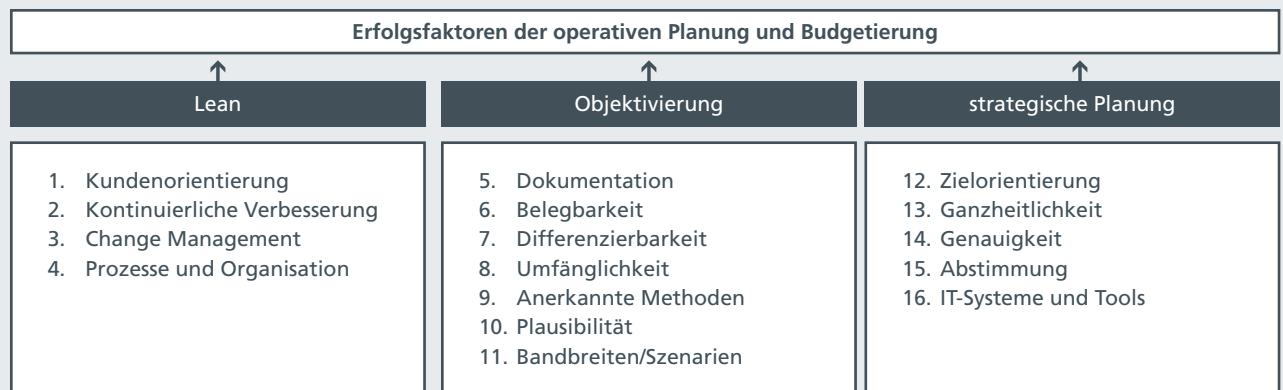 Erfolgsfaktoren der operativen Planung und Budgetierung
Lean
1. Kundenorientierung
2. Kontinuierliche Verbesserung
3. Change Management
4. Prozesse und Organisation
Objektivierung
5. Dokumentation
6. Belegbarkeit
7. Differenzierbarkeit
8. Umfänglichkeit
9. Anerkannte Methoden
10. Plausibilität
11. Bandbreiten/Szenarien
strategische Planung
12. Zielorientierung
13. Ganzheitlichkeit
14. Genauigkeit
15. Abstimmung
16. IT-Systeme und Tools